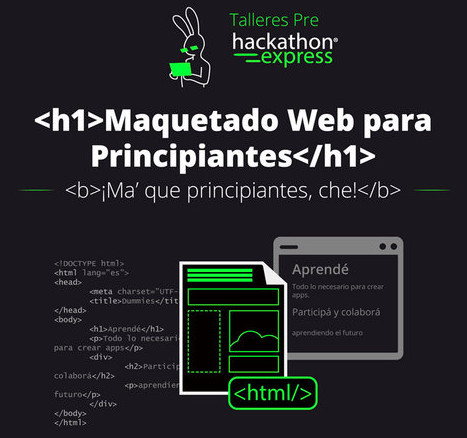 Talleres Pre
hackathon®
express
<h1>Maquetado Web para
Principiantes</h1>
<b>¡Ma’ que principiantes, che!</b>
<!DOCTYPE html>
<html lang="es">
<head>
<meta charset="UTF-
<title>Dummies</tit
</head>
<body>
<h1>Aprendé</h1>
<p>Todo lo necesario
para crear apps</p>
<div>
<h2>Particip
colaborá</h2>
<p>aprendien
futuro</p>
</div>
</body>
</html>
<html/>
Aprendé
Todo lo necesario para crear
apps.
Participá y colaborá
aprendiendo el futuro